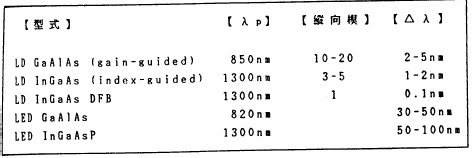 【型式】 【λp】 【縱向模】 【△λ】
LD GaAlAs (gain-guided) 850nm 10-20 2-5nm
LD InGaAs (index-guided) 1300nm 3-5 1-2nm
LD InGaAs DFB 1300nm 1 0.1nm
LED GaAlAs 820nm 30-50nm
LED InGaAsP 1300nm 50-100nm